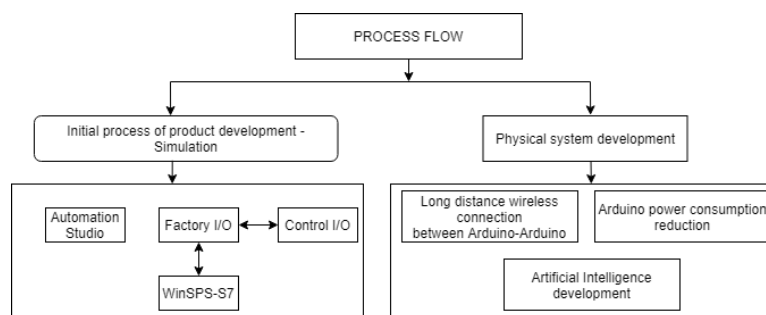 PROCESS FLOW
Initial process of product development -
Simulation
Physical system development
Automation
Studio
Factory I/O
Control I/O
WinSPS-S7
Long distance wireless
connection
between Arduino-Arduino
Arduino power consumption
reduction
Artificial Intelligence
development